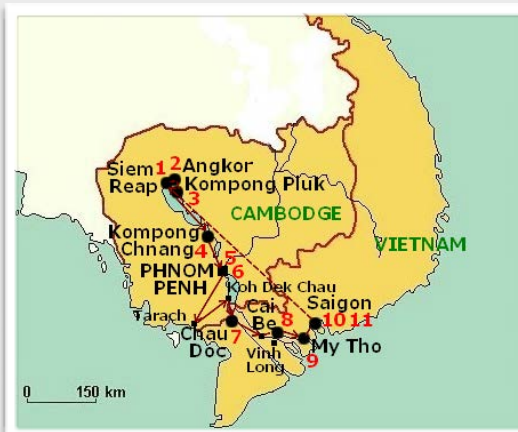 Siem
Reap
1
2
Angkor
Kompong Pluk
3
CAMBODGE
Kompong
Chnang
4
VIETNAM
5
PHNOM
PENH
6
Koh Dek Chau
Tarach
Cai
Be
8
Saigon
10 11
Chau
Doc
7
Vinh
Long
My Tho
9
0 150 km